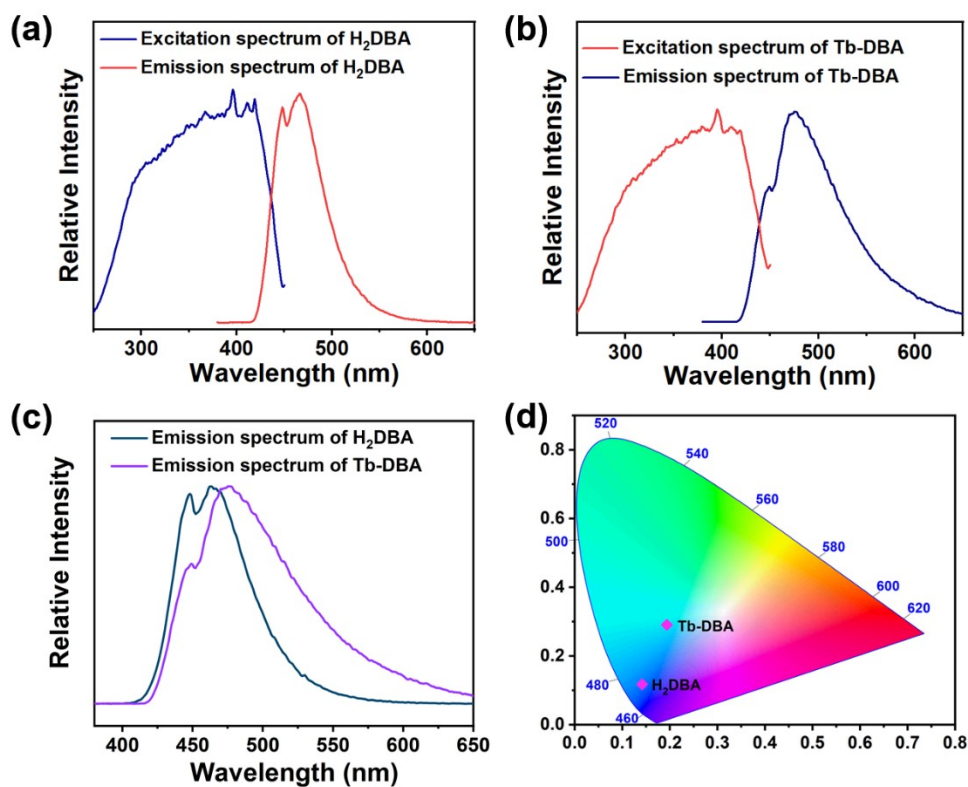 (a)
Excitation spectrum of H₂DBA
Emission spectrum of H₂DBA
Relative Intensity
300 400 500 600
Wavelength (nm)
(b)
Excitation spectrum of Tb-DBA
Emission spectrum of Tb-DBA
Relative Intensity
300 400 500 600
Wavelength (nm)
(c)
Emission spectrum of H₂DBA
Emission spectrum of Tb-DBA
Relative Intensity
400 450 500 550 600 650
Wavelength (nm)
(d)
0.8
0.6
0.4
0.2
0.0
520
540
560
500
580
600
620
Tb-DBA
480
H₂DBA
460
0.0 0.1 0.2 0.3 0.4 0.5 0.6 0.7 0.8